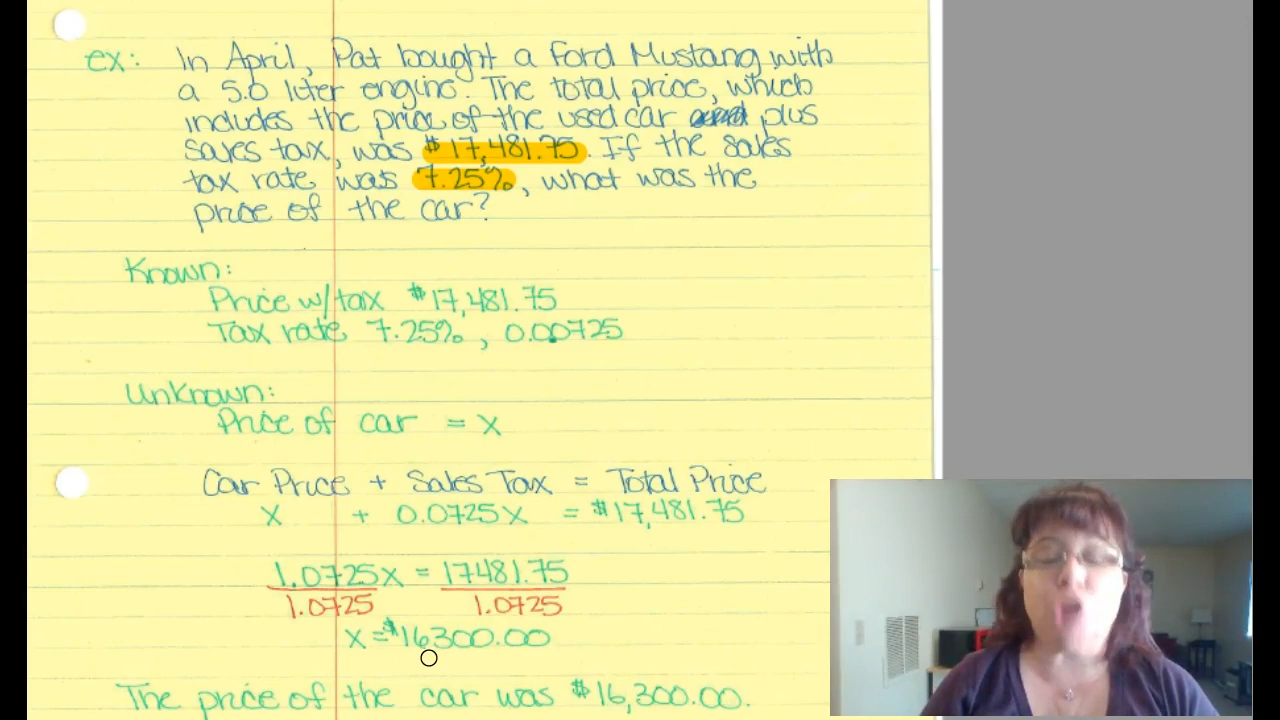 ex: In April, Pat bought a Ford Mustang with
a 5.0 liter engine. The total price, which
includes the price of the used car plus
sales tax, was $17,481.75. If the sales
tax rate was 7.25%, what was the
price of the car?
Known:
Price w/tax $17,481.75
Tax rate 7.25%, 0.00725
Unknown:
Price of car = x
Car Price + Sales Tax = Total Price
x + 0.0725x = $17,481.75
1.0725x = 17481.75
1.0725 1.0725
x = $16300.00
The price of the car was $16,300.00.